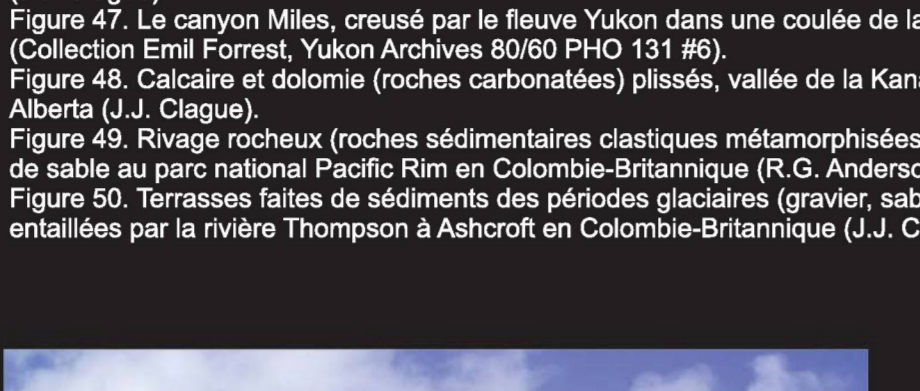 Figure 47. Le canyon Miles, creusé par le fleuve Yukon dans une coulée de
(Collection Emil Forrest, Yukon Archives 80/60 PHO 131 #6).
Figure 48. Calcaire et dolomie (roches carbonatées) plissés, vallée de la
Alberta (J.J. Clague).
Figure 49. Rivage rocheux (roches sédimentaires clastiques métamorphisées
de sable au parc national Pacific Rim en Colombie-Britannique (R.G.
Figure 50. Terrasses faites de sédiments des périodes glaciaires (gravier,
entaillées par la rivière Thompson à Ashcroft en Colombie-Britannique (J.J.